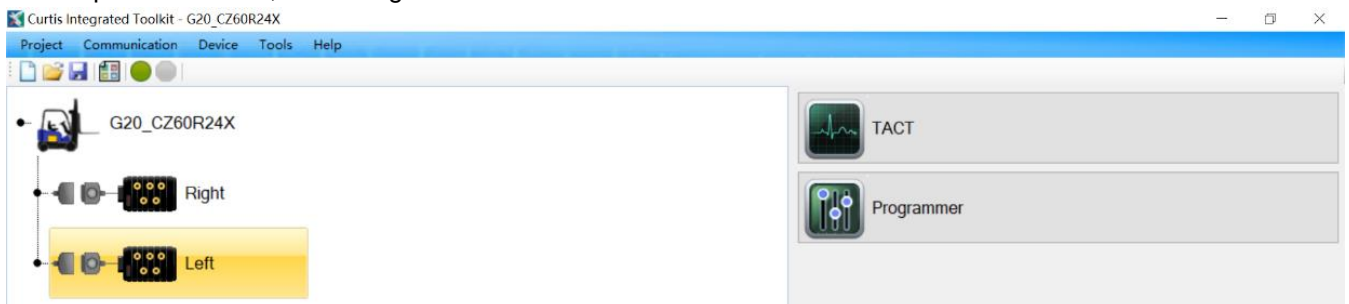 Curtis Integrated Toolkit - G20_CZ60R24X
Project Communication Device Tools Help
G20_CZ60R24X
Right
Left
TACT
Programmer